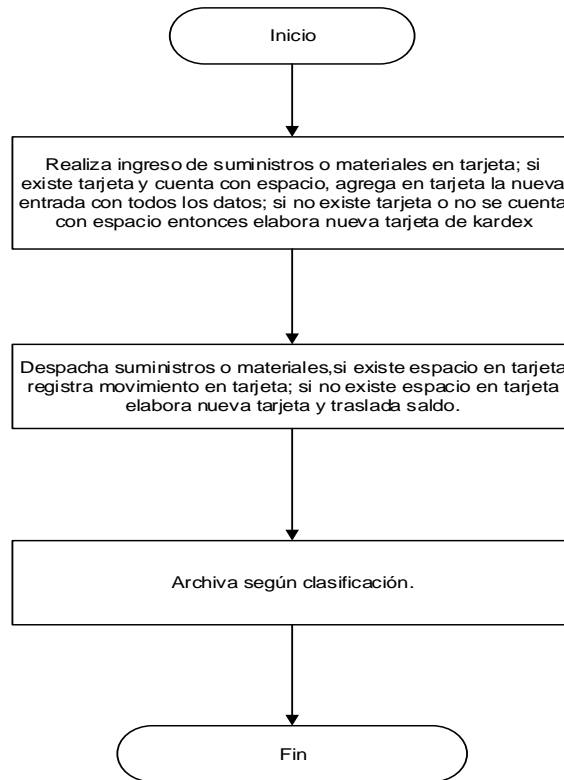 Inicio
Realiza ingreso de suministros o materiales en tarjeta; si
existe tarjeta y cuenta con espacio, agrega en tarjeta la nueva
entrada con todos los datos; si no existe tarjeta o no se cuenta
con espacio entonces elabora nueva tarjeta de kardex
Despacha suministros o materiales,si existe espacio en tarjeta
registra movimiento en tarjeta; si no existe espacio en tarjeta
elabora nueva tarjeta y traslada saldo.
Archiva según clasificación.
Fin